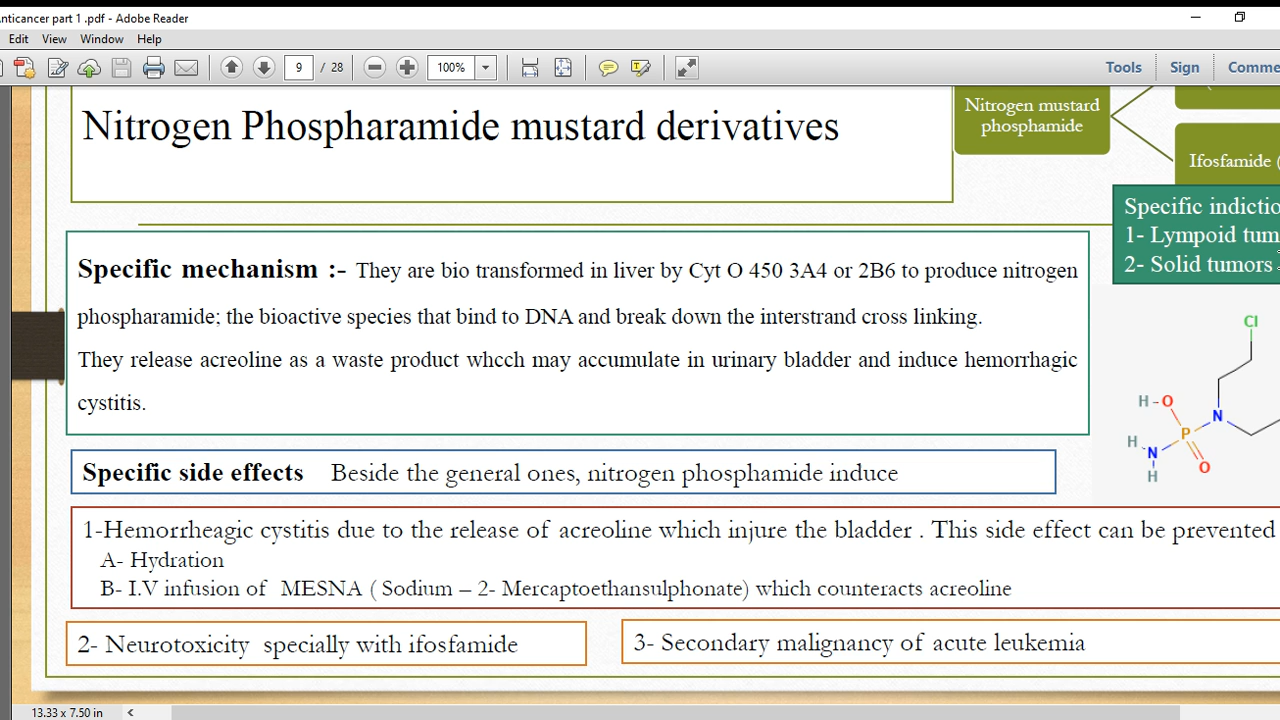 nticancer part 1 .pdf - Adobe Reader
Edit View Window Help
9 / 28 100% Tools Sign Comme
Nitrogen Phospharamide mustard derivatives
Nitrogen mustard
phosphamide
Ifosfamide (
Specific indictio
1- Lympoid tum
2- Solid tumors
Specific mechanism :- They are bio transformed in liver by Cyt O 450 3A4 or 2B6 to produce nitrogen
phospharamide; the bioactive species that bind to DNA and break down the interstrand cross linking.
They release acreoline as a waste product whcch may accumulate in urinary bladder and induce hemorrhagic
cystitis.
Cl
H - O
N
P
H
N
O
H
Specific side effects Beside the general ones, nitrogen phosphamide induce
1-Hemorrheagic cystitis due to the release of acreoline which injure the bladder . This side effect can be prevented
A- Hydration
B- I.V infusion of MESNA ( Sodium – 2- Mercaptoethansulphonate) which counteracts acreoline
2- Neurotoxicity specially with ifosfamide
3- Secondary malignancy of acute leukemia
13.33 x 7.50 in